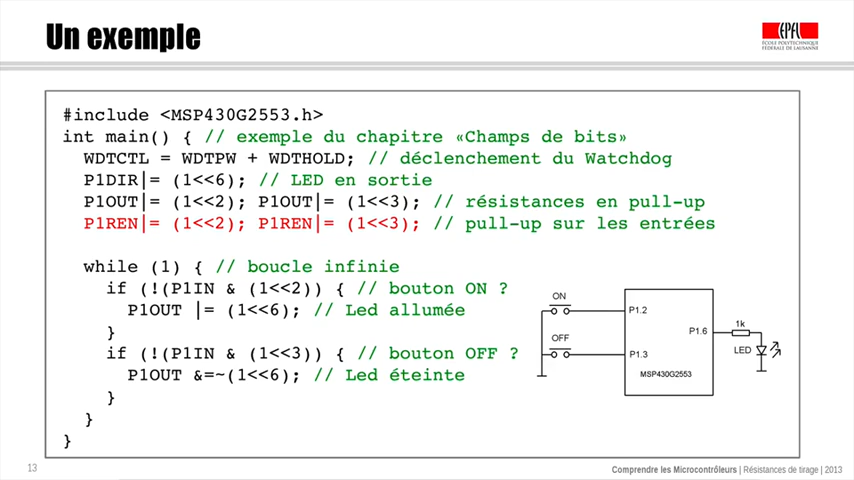 Un exemple
EPFL
ÉCOLE POLYTECHNIQUE
FÉDÉRALE DE LAUSANNE
#include <MSP430G2553.h>
int main() { // exemple du chapitre «Champs de bits»
WDTCTL = WDTPW + WDTHOLD; // déclenchement du Watchdog
P1DIR|= (1<<6); // LED en sortie
P1OUT|= (1<<2); P1OUT|= (1<<3); // résistances en pull-up
P1REN|= (1<<2); P1REN|= (1<<3); // pull-up sur les entrées
while (1) { // boucle infinie
if (!(P1IN & (1<<2)) { // bouton ON ?
P1OUT |= (1<<6); // Led allumée
}
if (!(P1IN & (1<<3)) { // bouton OFF ?
P1OUT &=~(1<<6); // Led éteinte
}
}
}
ON
P1.2
OFF
P1.3
P1.6
1k
LED
MSP430G2553
13
Comprendre les Microcontrôleurs | Résistances de tirage | 2013